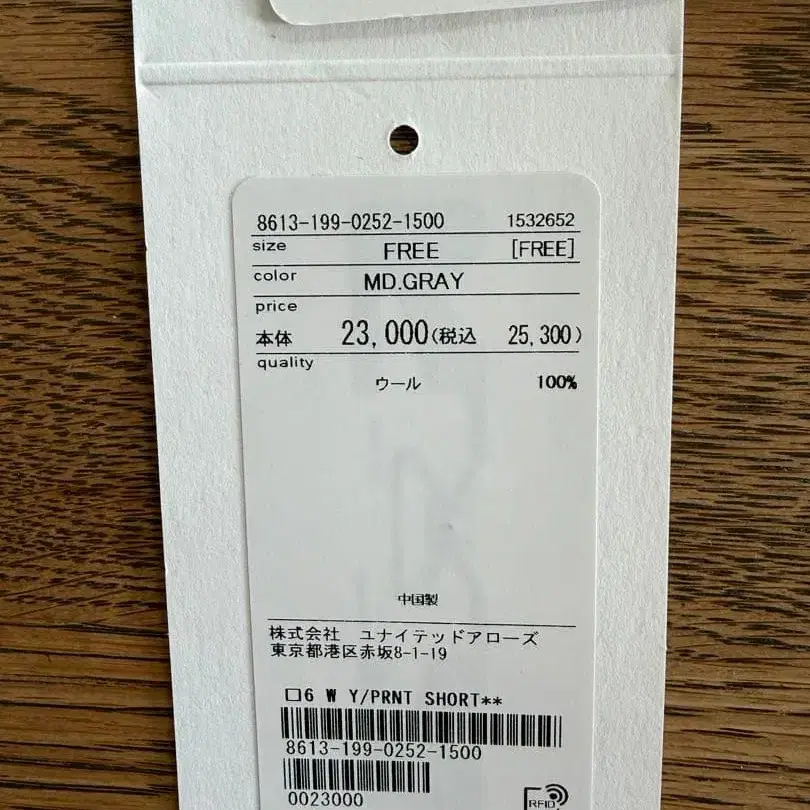 8613-199-0252-1500 1532652
size FREE [FREE]
color MD.GRAY
price
本体 23,000(税込 25,300)
quality
ウール 100%
中国製
株式会社 ユナイテッドアローズ
東京都港区赤坂8-1-19
口6 W Y/PRNT SHORT**
8613-199-0252-1500
0023000
RFID